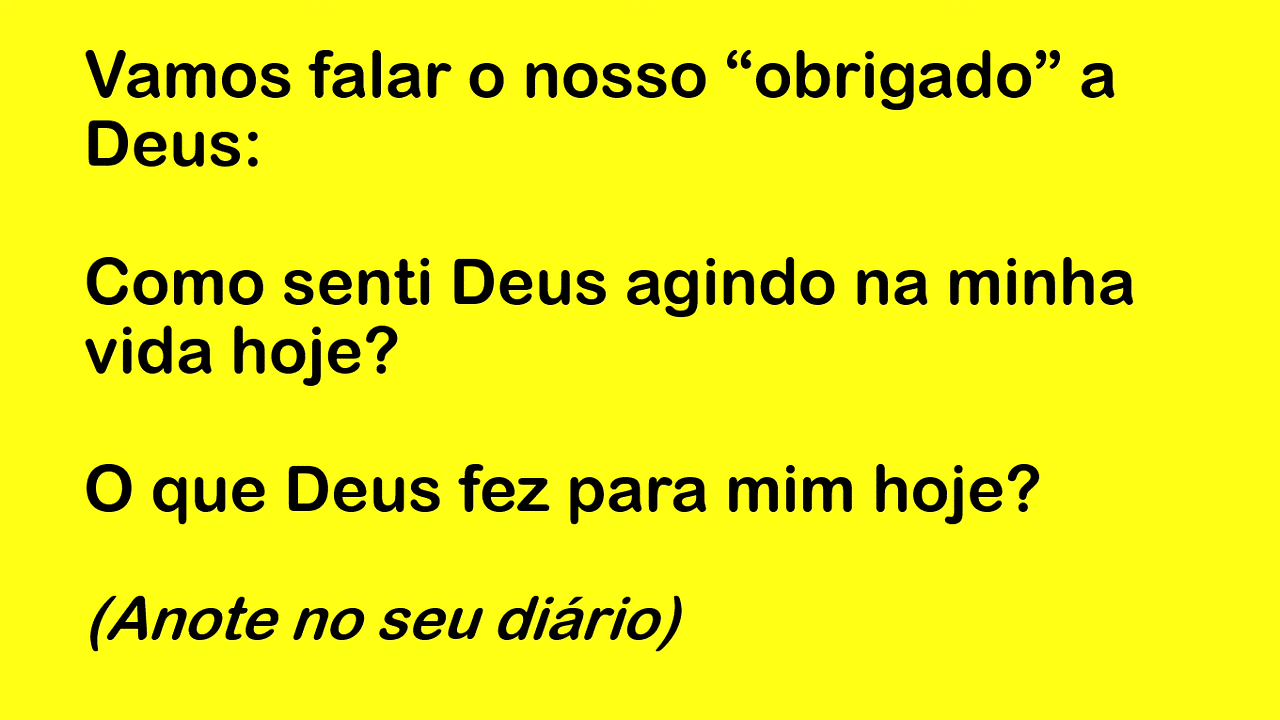 Vamos falar o nosso “obrigado” a
Deus:
Como senti Deus agindo na minha
vida hoje?
O que Deus fez para mim hoje?
(Anote no seu diário)